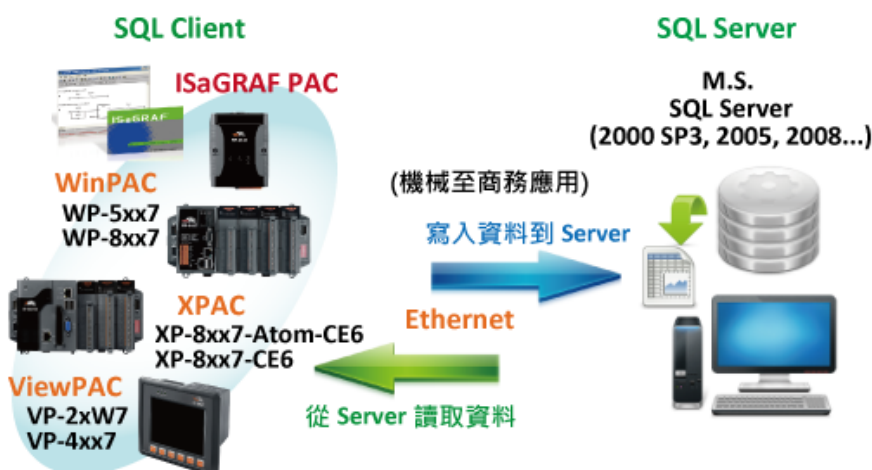 SQL Client
SQL Server
ISaGRAF PAC
ISaGRAF
WinPAC
WP-5xx7
WP-8xx7
XPAC
XP-8xx7-Atom-CE6
XP-8xx7-CE6
ViewPAC
VP-2xW7
VP-4xx7
(機械至商務應用)
寫入資料到 Server
Ethernet
從 Server 讀取資料
M.S.
SQL Server
(2000 SP3, 2005, 2008...)